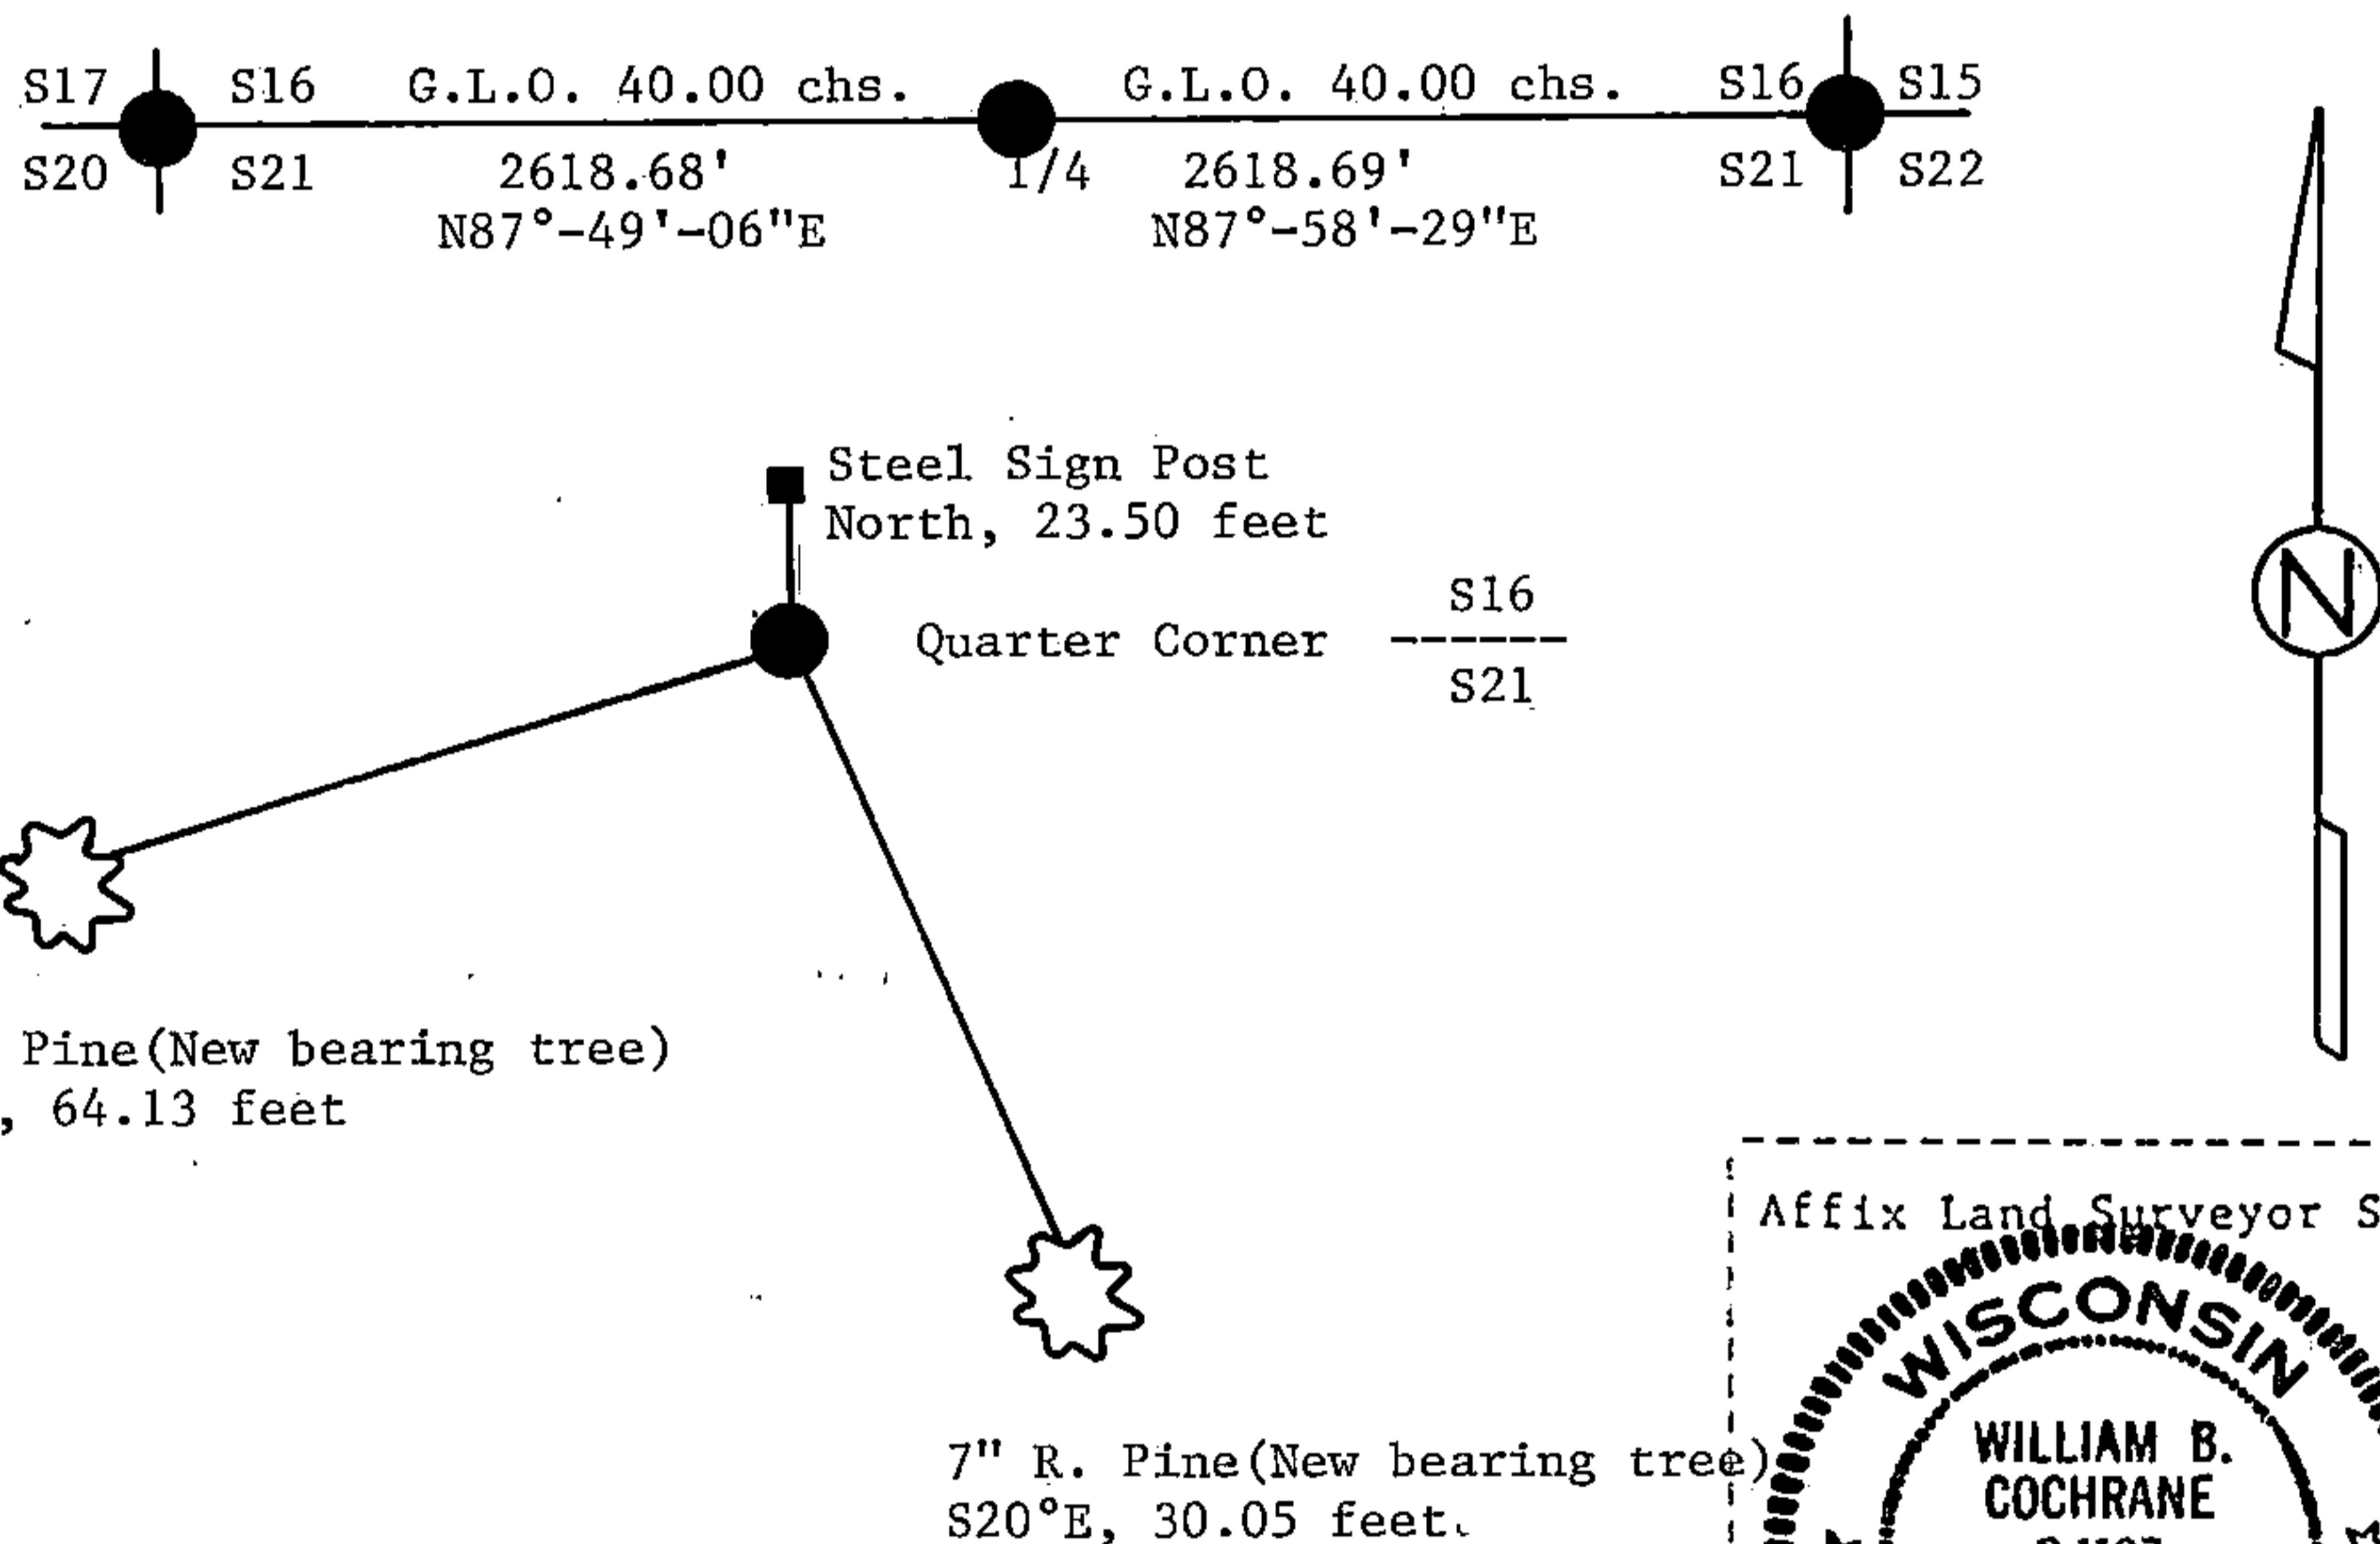 S17 S16 G.L.O. 40.00 chs. G.L.O. 40.00 chs. S16 S15
S20 S21 2618.68' 1/4 2618.69' S21 S22
N87°-49'-06"E N87°-58'-29"E
Steel Sign Post
North, 23.50 feet
S16
Quarter Corner ------
S21
N
Pine(New bearing tree)
, 64.13 feet
Affix Land Surveyor S
WISCONSIN
WILLIAM B.
COCHRANE
7" R. Pine(New bearing tree)
S20°E, 30.05 feet.